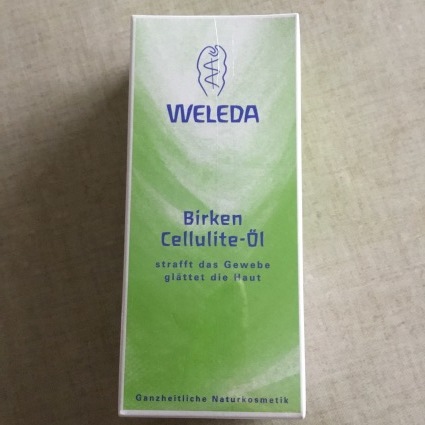 WELEDA
Birken
Cellulite-Öl
strafft das Gewebe
glättet die Haut
Ganzheitliche Naturkosmetik